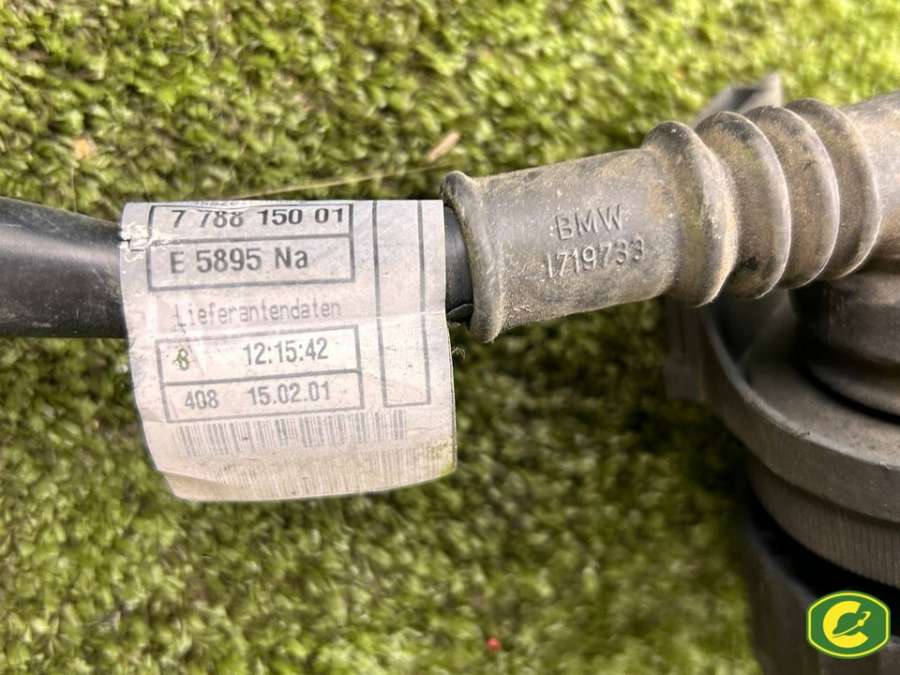 7 788 150 01
E 5895 Na
Lieferantendaten
8 12:15:42
408 15.02.01
BMW
1719733
C